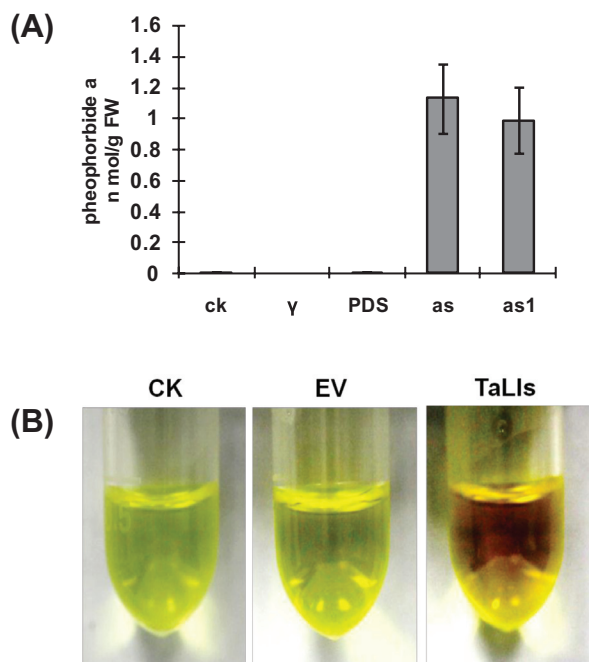 (A)
pheophorbide a
n mol/g FW
1.6
1.4
1.2
1
0.8
0.6
0.4
0.2
0
ck γ PDS as as1
(B)
CK EV TaLIs